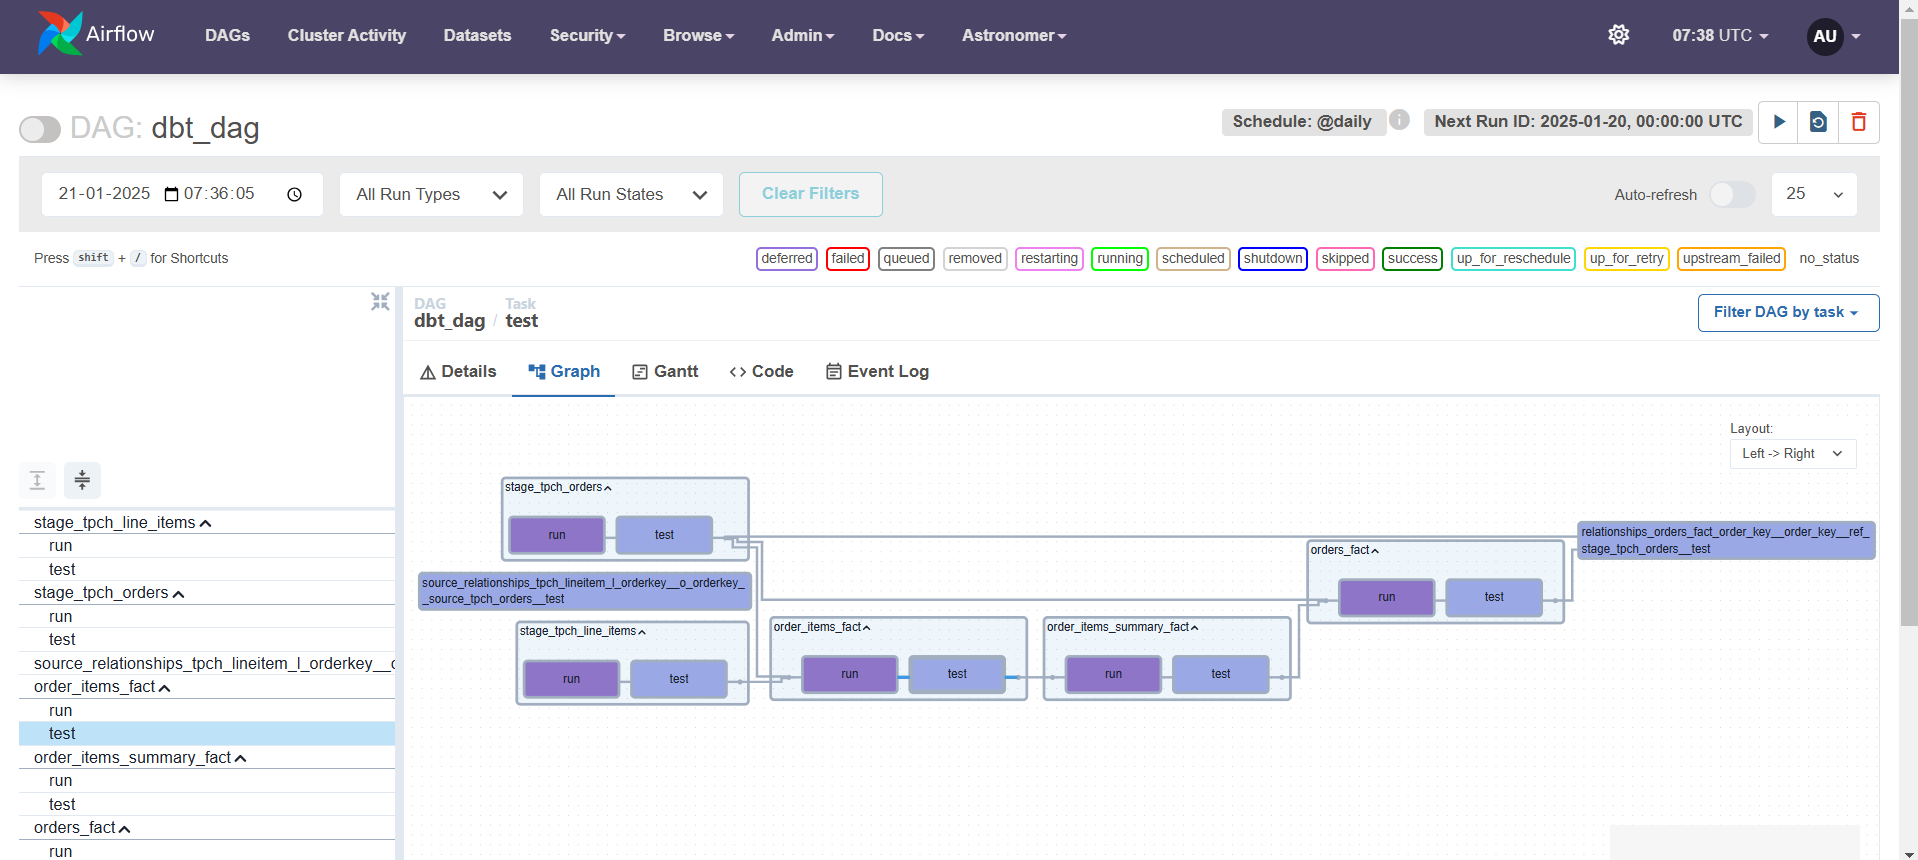 Airflow
DAGs Cluster Activity Datasets Security Browse Admin Docs Astronomer 07:38 UTC AU
DAG: dbt_dag
Schedule: @daily i Next Run ID: 2025-01-20, 00:00:00 UTC
21-01-2025 07:36:05 All Run Types All Run States Clear Filters Auto-refresh 25
Press shift + / for Shortcuts
deferred failed queued removed restarting running scheduled shutdown skipped success up_for_reschedule up_for_retry upstream_failed no_status
DAG Task
dbt_dag / test
Filter DAG by task
Details Graph Gantt Code Event Log
Layout:
Left -> Right
stage_tpch_line_items
run
test
stage_tpch_orders
run
test
source_relationships_tpch_lineitem_l_orderkey__o
order_items_fact
run
test
order_items_summary_fact
run
test
orders_fact
run
stage_tpch_orders
run test
source_relationships_tpch_lineitem_l_orderkey__o_orderkey_
_source_tpch_orders__test
stage_tpch_line_items
run test
order_items_fact
run test
order_items_summary_fact
run test
orders_fact
run test
relationships_orders_fact_order_key__order_key__ref_
stage_tpch_orders__test